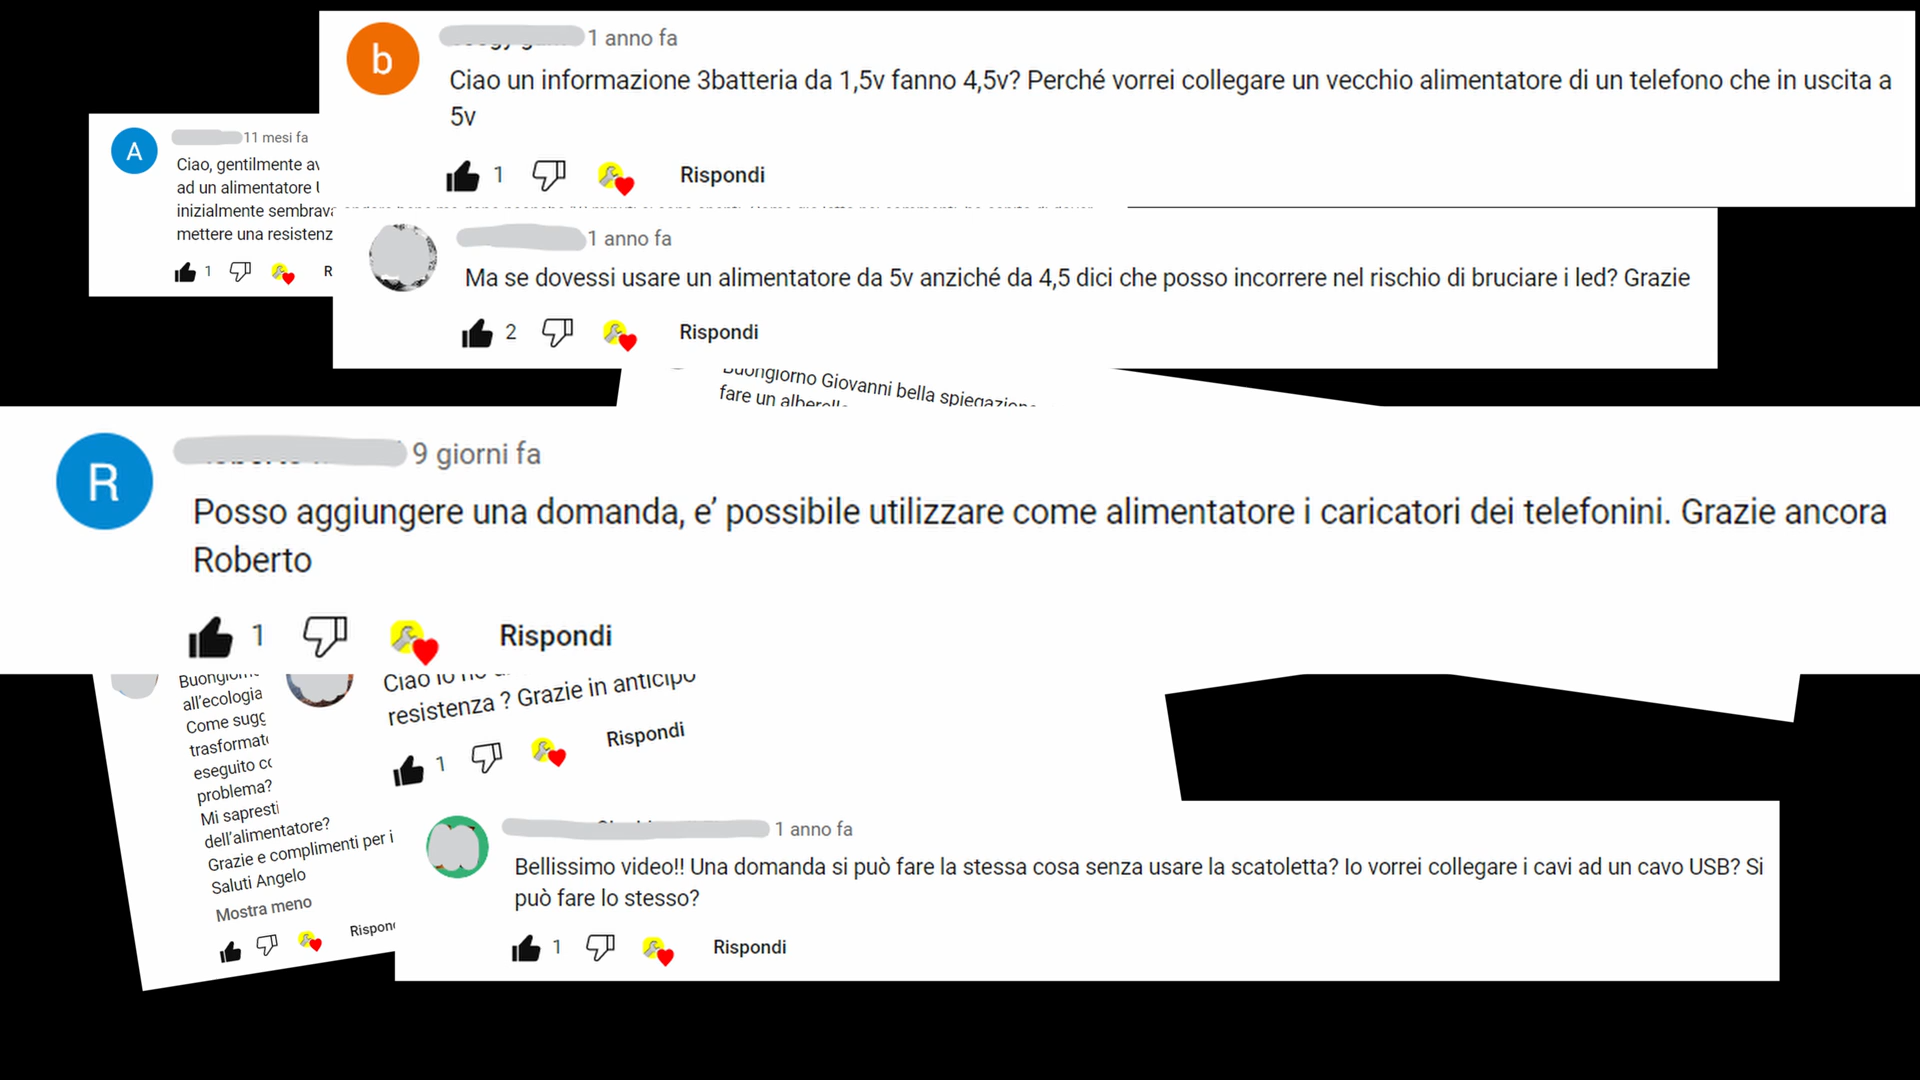 b
1 anno fa
Ciao un informazione 3batteria da 1,5v fanno 4,5v? Perché vorrei collegare un vecchio alimentatore di un telefono che in uscita a
5v
1
Rispondi
A
11 mesi fa
Ciao, gentilmente
ad un alimentatore
inizialmente sembrava
mettere una
1
R
1 anno fa
Ma se dovessi usare un alimentatore da 5v anziché da 4,5 dici che posso incorrere nel rischio di bruciare i led? Grazie
2
Rispondi
Buongiorno Giovanni bella spiegazione
fare un
R
9 giorni fa
Posso aggiungere una domanda, e’ possibile utilizzare come alimentatore i caricatori dei telefonini. Grazie ancora
Roberto
1
Rispondi
Buongiorno
all'ecologia
Come
eseguito
problema?
Mi sapresti
dell'alimentatore?
Grazie e complimenti per i
Saluti Angelo
Mostra meno
Ciao Io ho
resistenza ? Grazie in anticipo
1
Rispondi
1 anno fa
Bellissimo video!! Una domanda si può fare la stessa cosa senza usare la scatoletta? Io vorrei collegare i cavi ad un cavo USB? Si
può fare lo stesso?
1
Rispondi